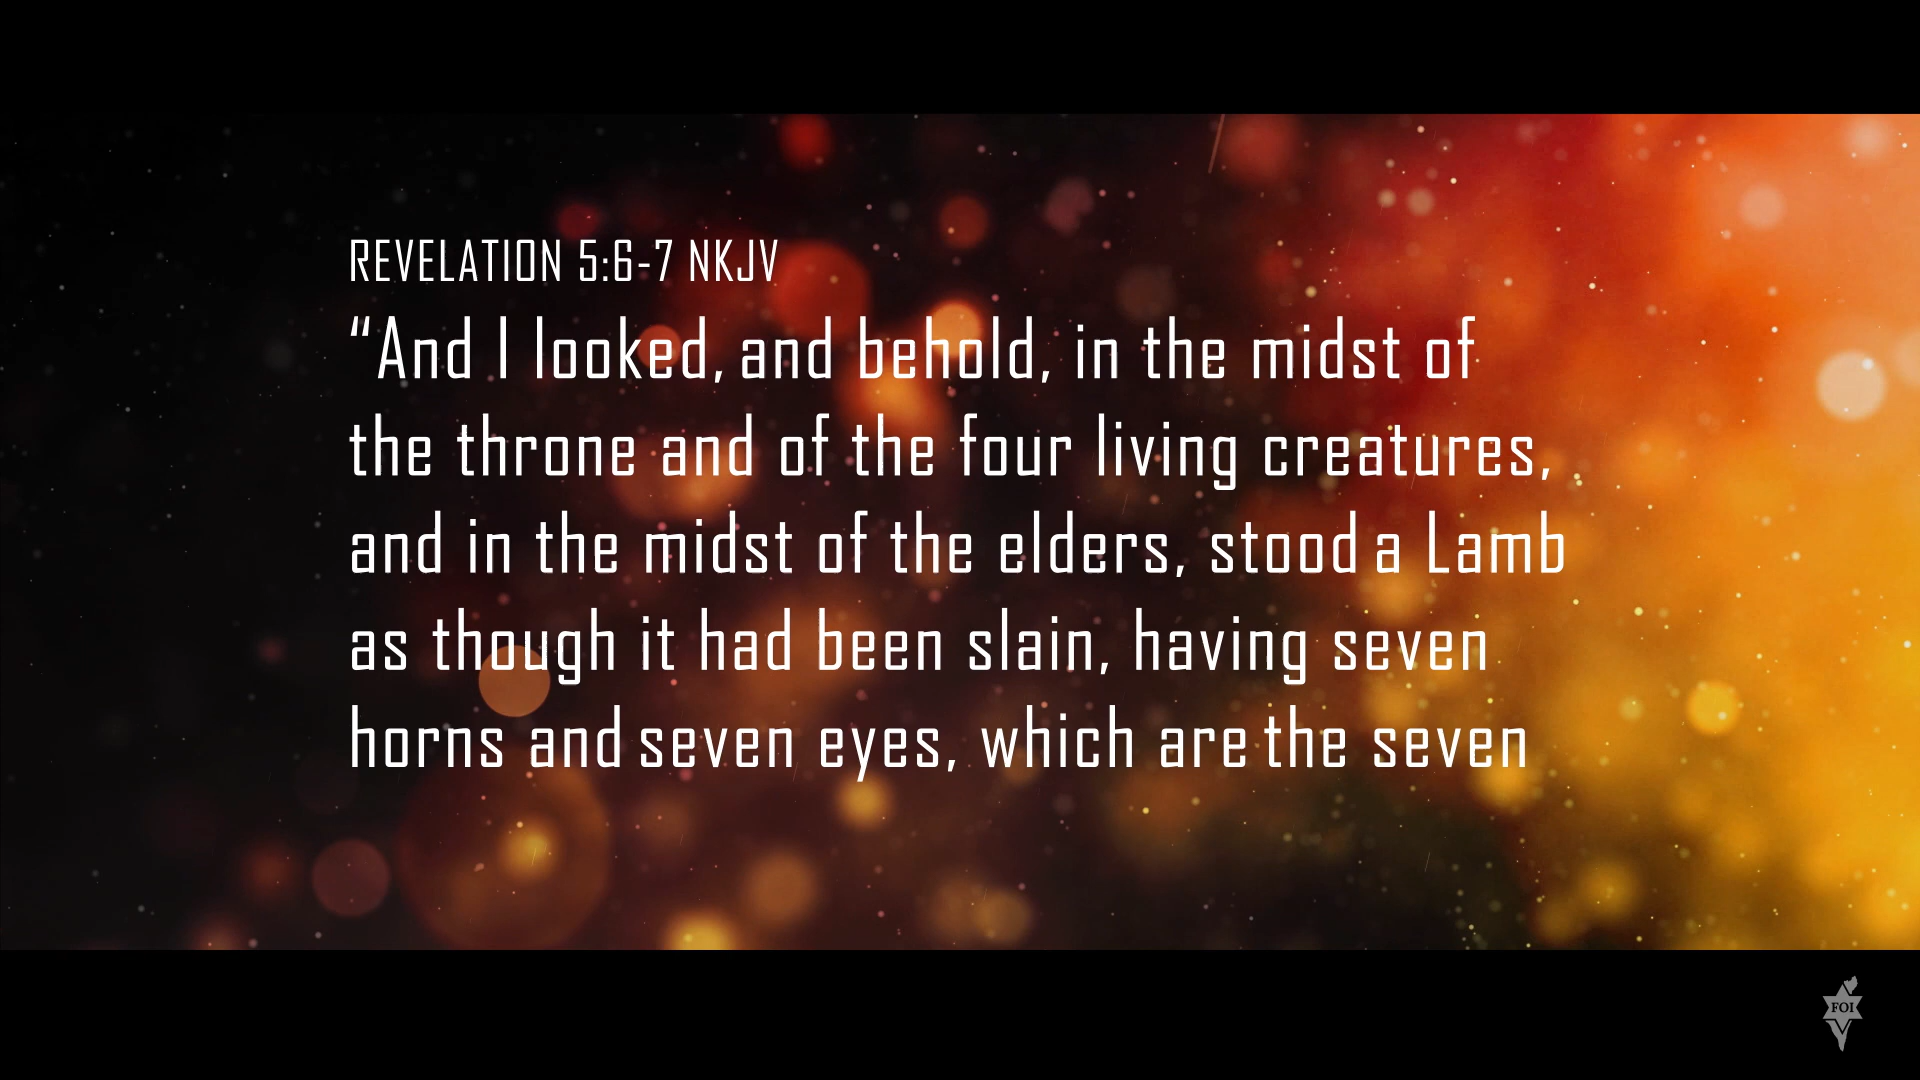 REVELATION 5:6-7 NKJV
“And I looked, and behold, in the midst of
the throne and of the four living creatures,
and in the midst of the elders, stood a Lamb
as though it had been slain, having seven
horns and seven eyes, which are the seven
FOI